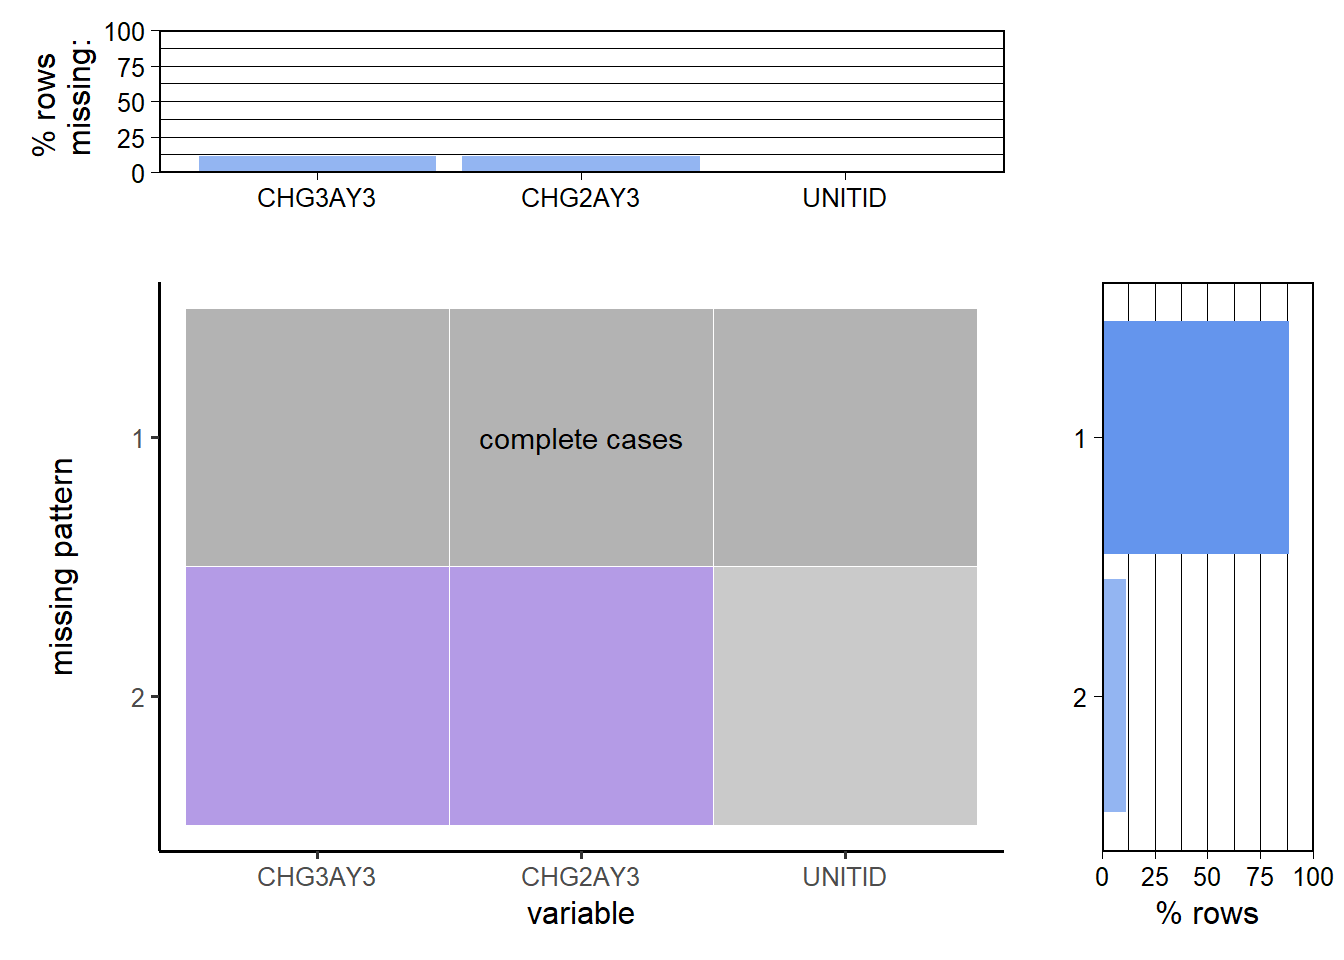 % rows
missing:
100
75
50
25
0
CHG3AY3 CHG2AY3 UNITID
missing pattern
1
complete cases
2
CHG3AY3 CHG2AY3 UNITID
variable
1
2
0 25 50 75 100
% rows